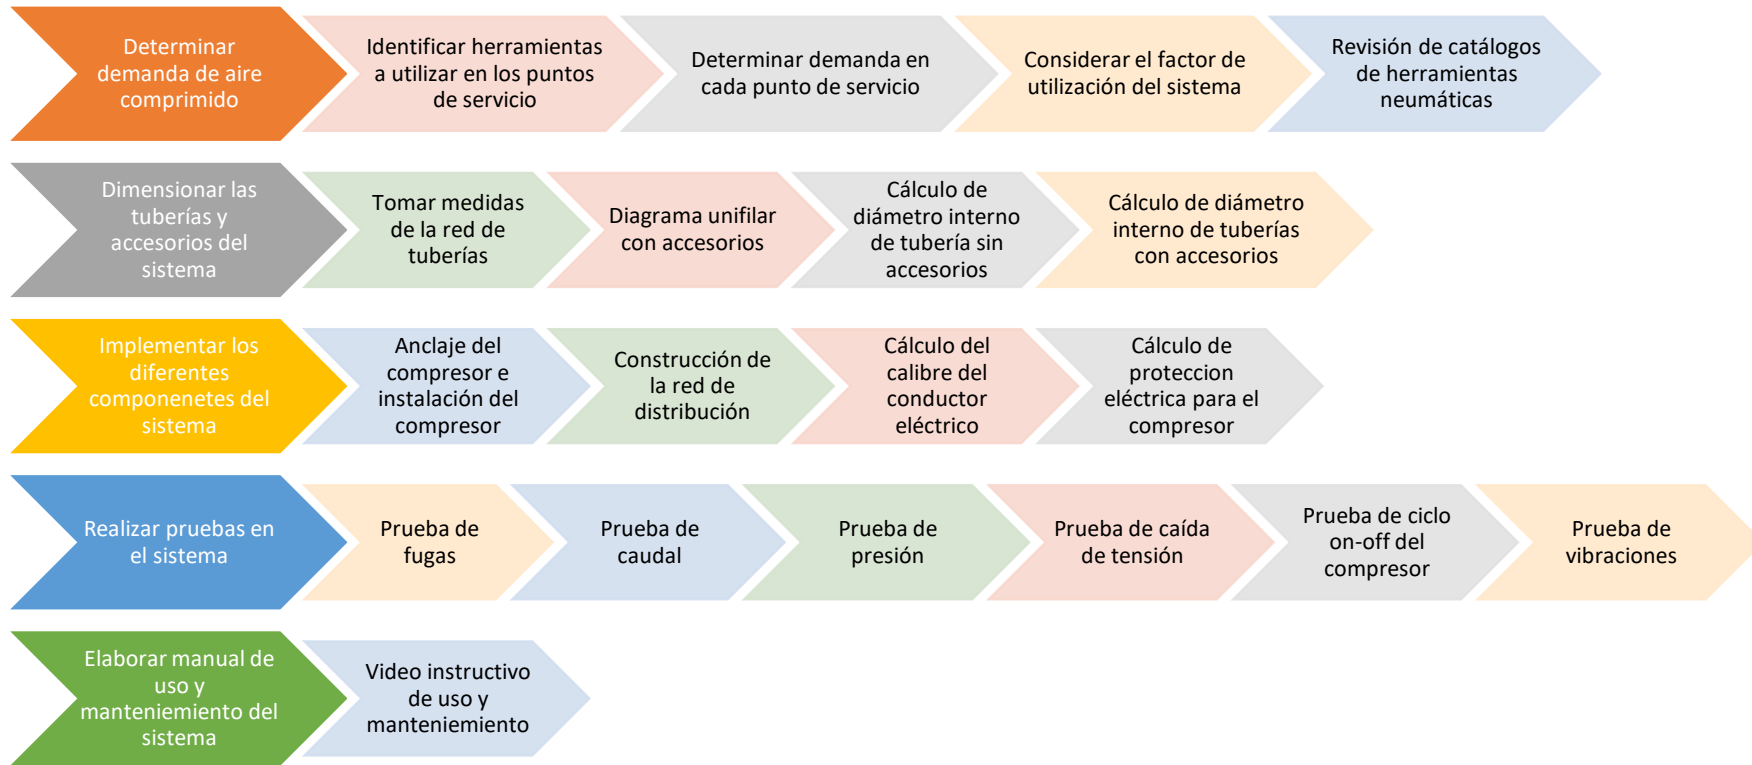 Determinar
demanda de aire
comprimido
Identificar herramientas
a utilizar en los puntos
de servicio
Determinar demanda en
cada punto de servicio
Considerar el factor de
utilización del sistema
Revisión de catálogos
de herramientas
neumáticas
Dimensionar las
tuberías y
accesorios del
sistema
Tomar medidas
de la red de
tuberías
Diagrama unifilar
con accesorios
Cálculo de
diámetro interno
de tubería sin
accesorios
Cálculo de diámetro
interno de tuberías
con accesorios
Implementar los
diferentes
componenetes del
sistema
Anclaje del
compresor e
instalación del
compresor
Construcción de
la red de
distribución
Cálculo del
calibre del
conductor
eléctrico
Cálculo de
proteccion
eléctrica para el
compresor
Realizar pruebas en
el sistema
Prueba de
fugas
Prueba de
caudal
Prueba de
presión
Prueba de caída
de tensión
Prueba de ciclo
on-off del
compresor
Prueba de
vibraciones
Elaborar manual de
uso y
manteniemiento del
sistema
Video instructivo
de uso y
manteniemiento